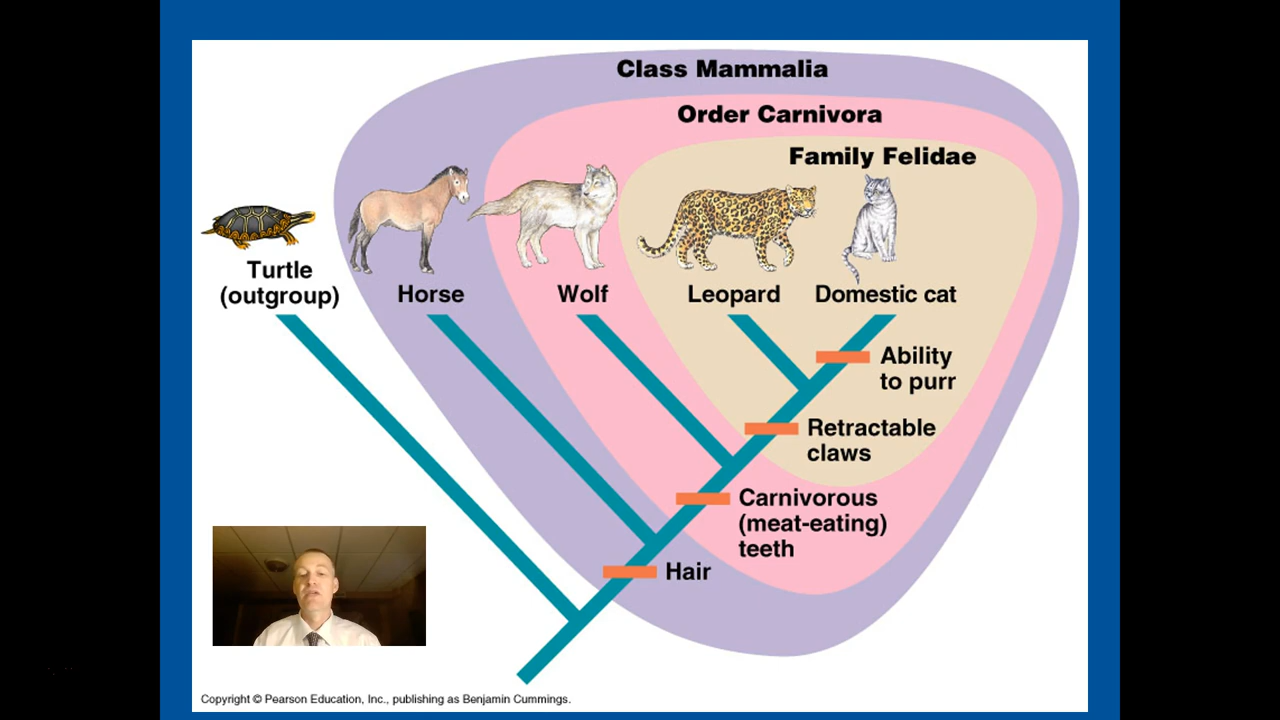 Class Mammalia
Order Carnivora
Family Felidae
Turtle
(outgroup)
Horse
Wolf
Leopard
Domestic cat
Ability
to purr
Retractable
claws
Carnivorous
(meat-eating)
teeth
Hair
Copyright © Pearson Education, Inc., publishing as Benjamin Cummings.